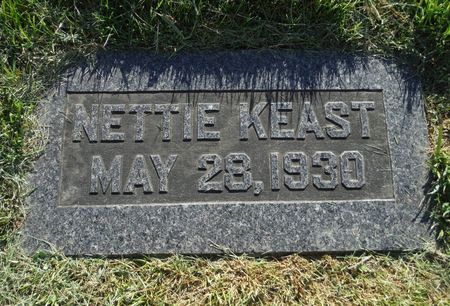 NETTIE KEAST
MAY 28, 1930